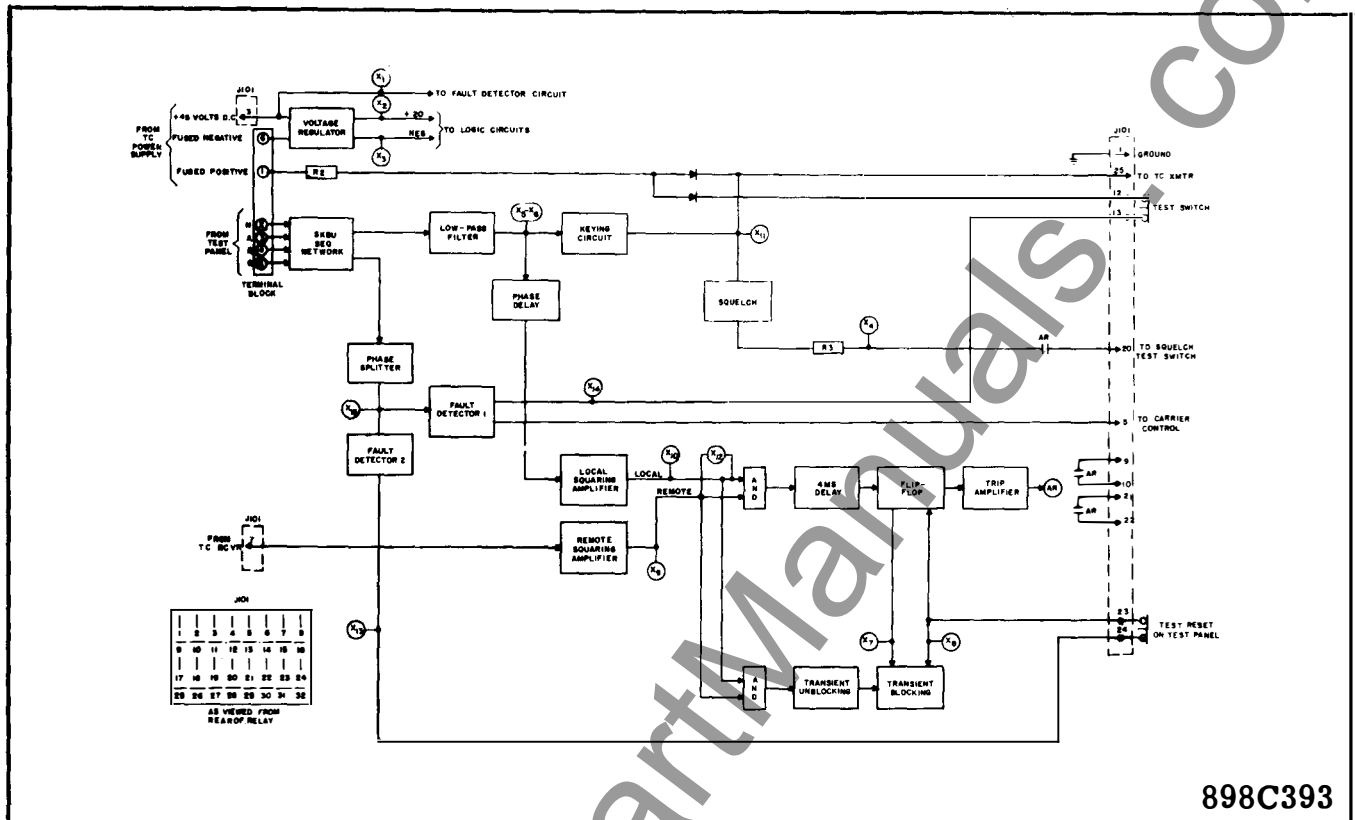 J101
X1
TO FAULT DETECTOR CIRCUIT
+45 VOLTS D.C
3
X2
+20
FROM
TC
POWER
SUPPLY
FUSED NEGATIVE
VOLTAGE
REGULATOR
NEG
TO LOGIC CIRCUITS
X3
FUSED POSITIVE
1
R2
J101
1
GROUND
25
TO TC XMTR
12
13
TEST SWITCH
FROM
TEST
PANEL
N
A
TERMINAL
BLOCK
SKBU
SEQ
NETWORK
LOW-PASS
FILTER
X5-X6
KEYING
CIRCUIT
X11
PHASE
DELAY
SQUELCH
R3
X4
AR
20
TO SQUELCH
TEST SWITCH
PHASE
SPLITTER
X14
FAULT
DETECTOR 1
5
TO CARRIER
CONTROL
FAULT
DETECTOR 2
LOCAL
SQUARING
AMPLIFIER
LOCAL
X10
X12
REMOTE
AND
4MS
DELAY
FLIP-
FLOP
TRIP
AMPLIFIER
AR
9
AR
10
AR
22
J101
7
FROM
TC RCVR
REMOTE
SQUARING
AMPLIFIER
J101
1 2 3 4 5 6 7 8
9 10 11 12 13 14 15 16
17 18 19 20 21 22 23 24
25 26 27 28 29 30 31 32
AS VIEWED FROM
REAR OF RELAY
X13
X7
X8
23
24
TEST RESET
ON TEST PANEL
AND
TRANSIENT
UNBLOCKING
TRANSIENT
BLOCKING
898C393